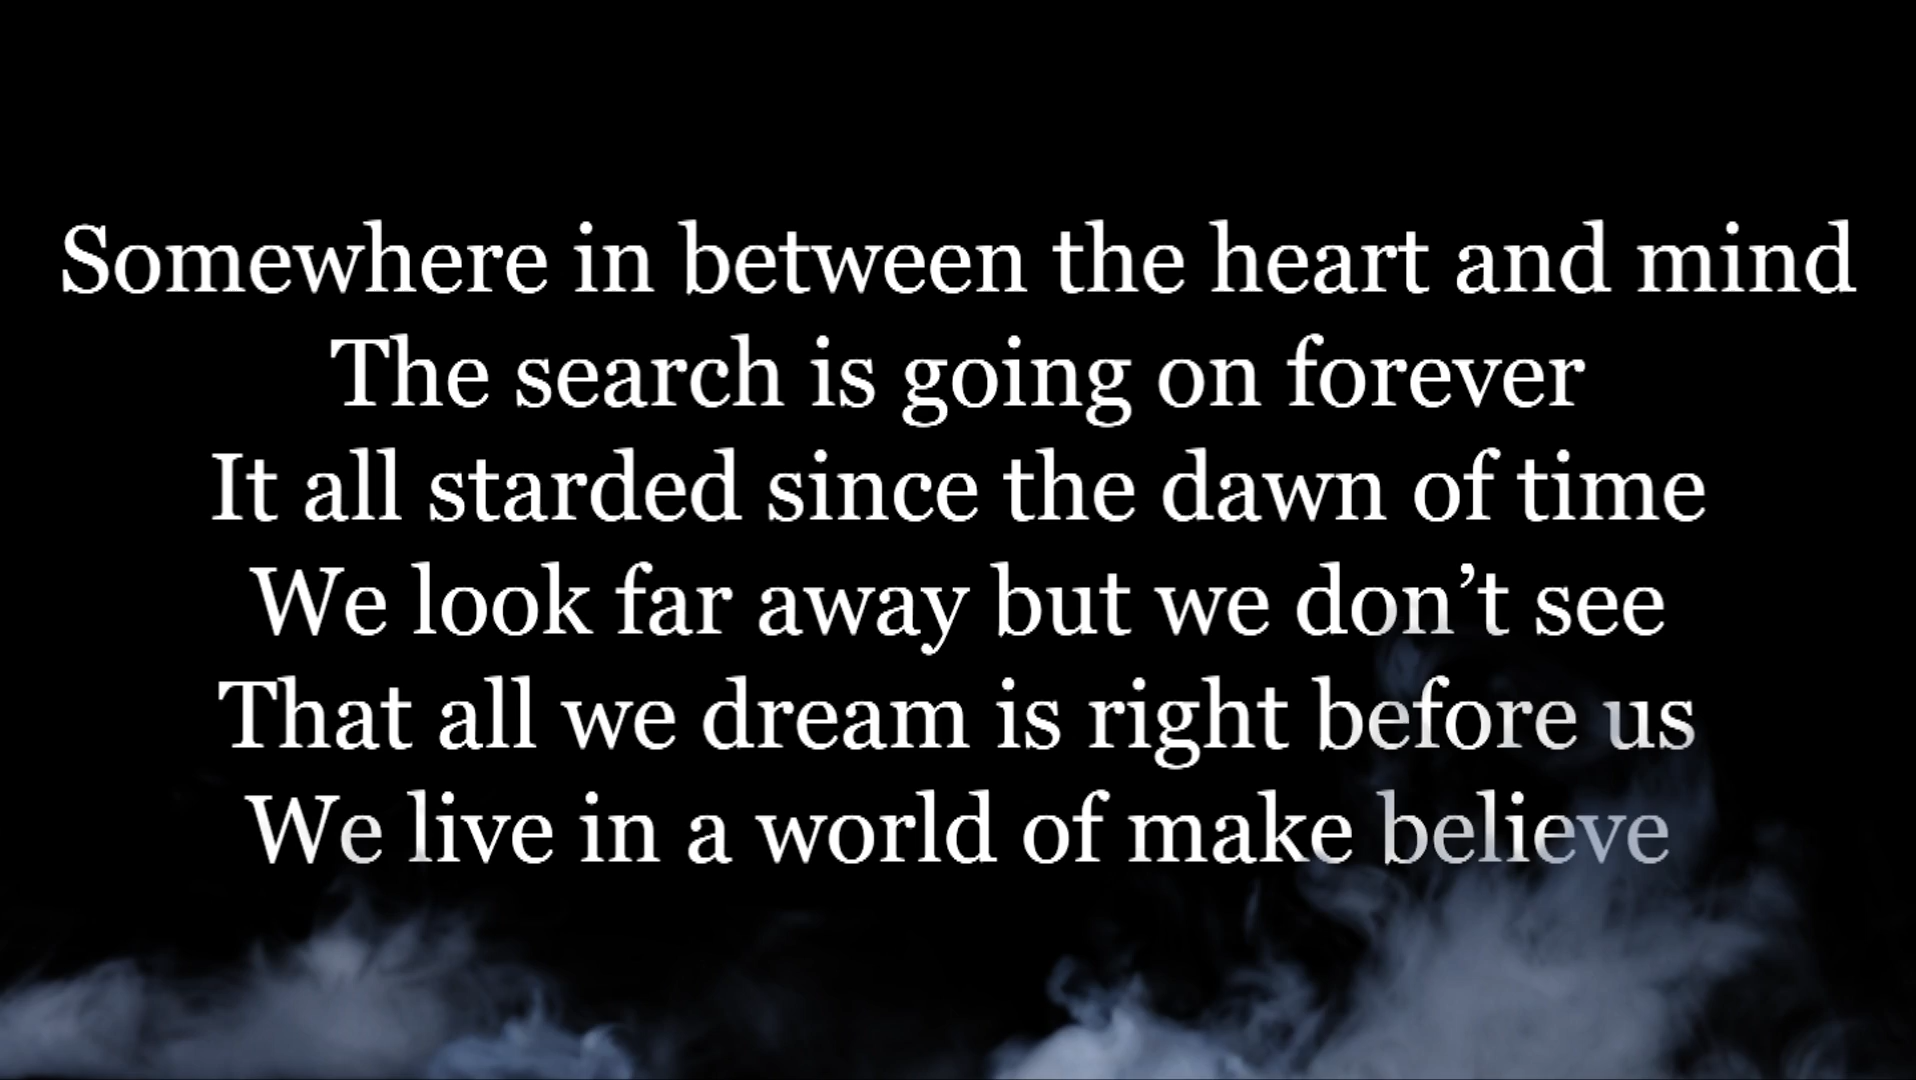 Somewhere in between the heart and mind
The search is going on forever
It all starded since the dawn of time
We look far away but we don’t see
That all we dream is right before us
We live in a world of make believe